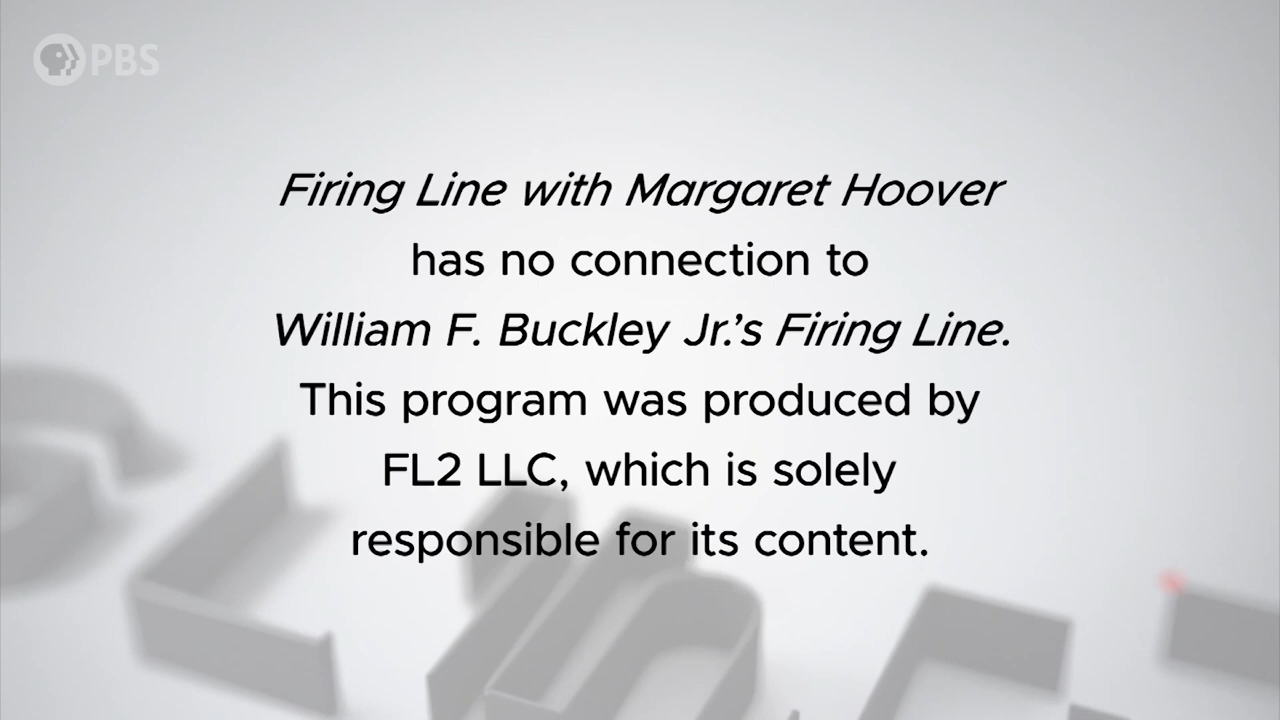 PBS
Firing Line with Margaret Hoover
has no connection to
William F. Buckley Jr.’s Firing Line.
This program was produced by
FL2 LLC, which is solely
responsible for its content.